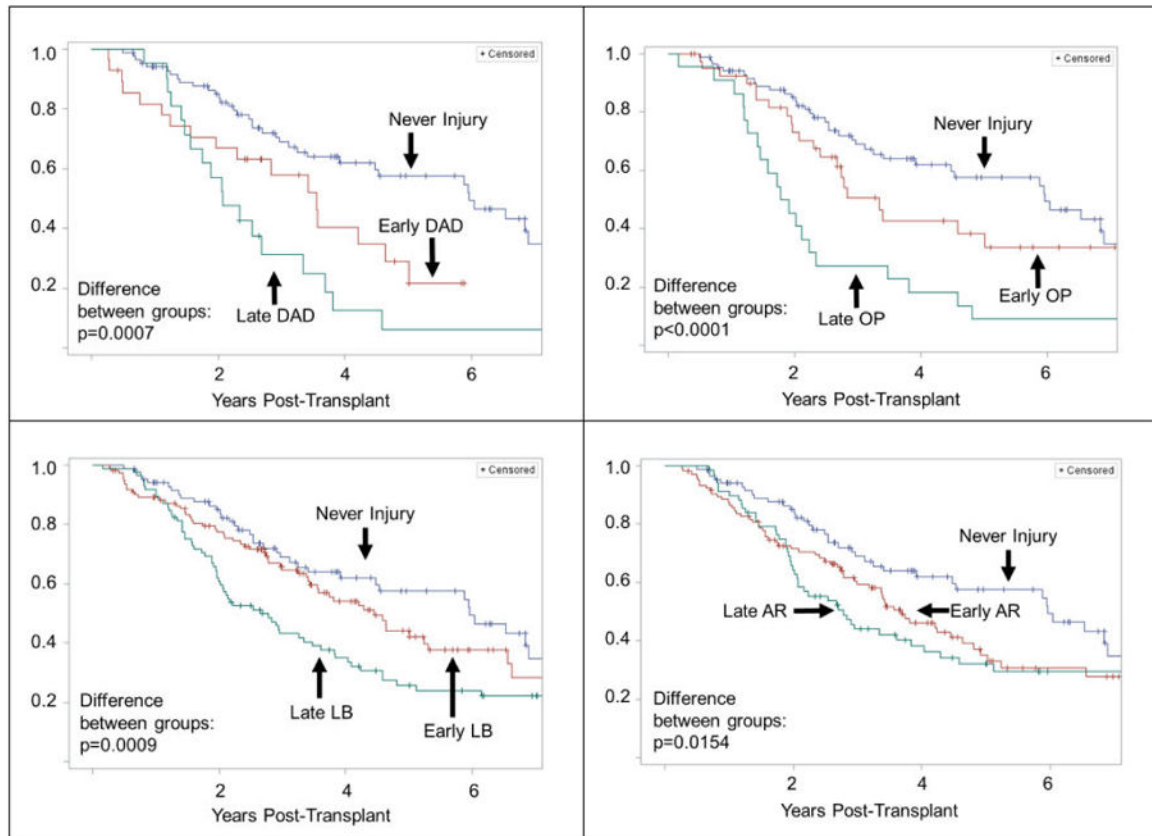 + Censored
1.0
0.8
0.6
0.4
0.2
Never Injury
Early DAD
Late DAD
Difference
between groups:
p=0.0007
2 4 6
Years Post-Transplant
+ Censored
1.0
0.8
0.6
0.4
0.2
Never Injury
Early OP
Late OP
Difference
between groups:
p<0.0001
2 4 6
Years Post-Transplant
+ Censored
1.0
0.8
0.6
0.4
0.2
Never Injury
Late LB
Early LB
Difference
between groups:
p=0.0009
2 4 6
Years Post-Transplant
+ Censored
1.0
0.8
0.6
0.4
0.2
Never Injury
Late AR
Early AR
Difference
between groups:
p=0.0154
2 4 6
Years Post-Transplant